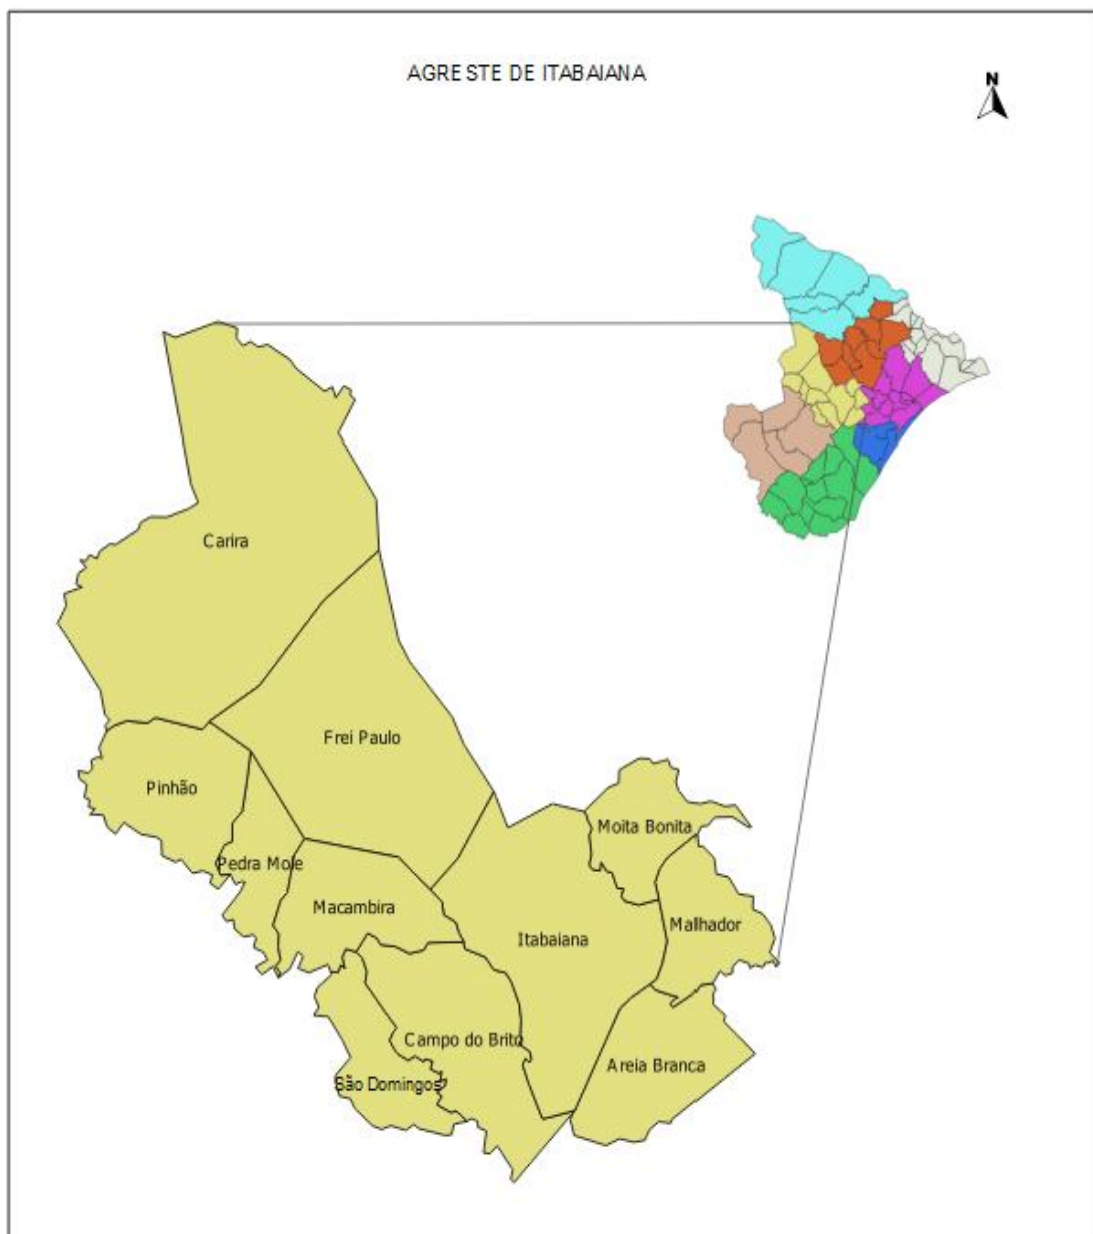 AGRESTE DE ITABAIANA
N
Carira
Frei Paulo
Pinhão
Moita Bonita
Pedra Mole
Macambira
Malhador
Itabaiana
Campo do Brito
Areia Branca
São Domingos